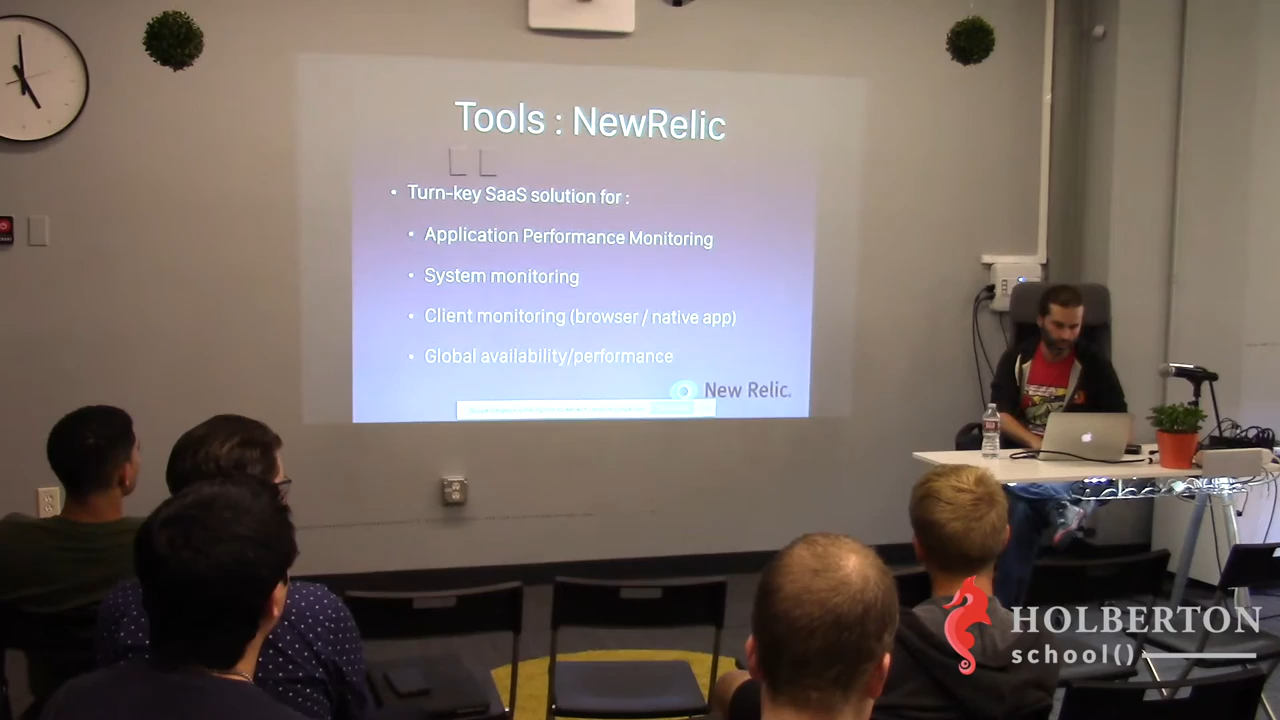 Tools : NewRelic
• Turn-key SaaS solution for :
• Application Performance Monitoring
• System monitoring
• Client monitoring (browser / native app)
• Global availability/performance
New Relic.
HOLBERTON
school()